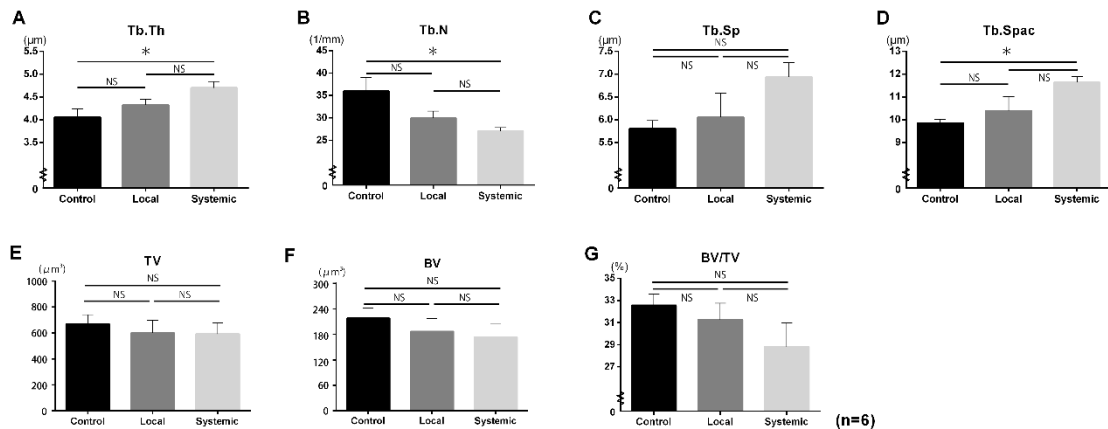 A
Tb.Th
(μm)
5.5
5.0
4.5
4.0
3.5
0
*
NS
NS
Control Local Systemic
B
Tb.N
(1/mm)
45
40
35
30
25
0
*
NS
NS
Control Local Systemic
C
Tb.Sp
(μm)
7.5
7.0
6.5
6.0
5.5
0
NS
NS NS
Control Local Systemic
D
Tb.Spac
(μm)
13
12
11
10
9
0
*
NS NS
Control Local Systemic
E
TV
(μm³)
1000
800
600
400
200
0
NS
NS NS
Control Local Systemic
F
BV
(μm³)
300
240
180
120
60
0
NS
NS NS
Control Local Systemic
G
BV/TV
(%)
35
33
31
29
27
0
NS
NS NS
Control Local Systemic
(n=6)